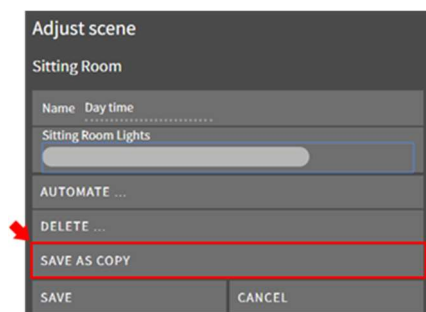 Adjust scene
Sitting Room
Name Day time
Sitting Room Lights
AUTOMATE ...
DELETE ...
SAVE AS COPY
SAVE CANCEL